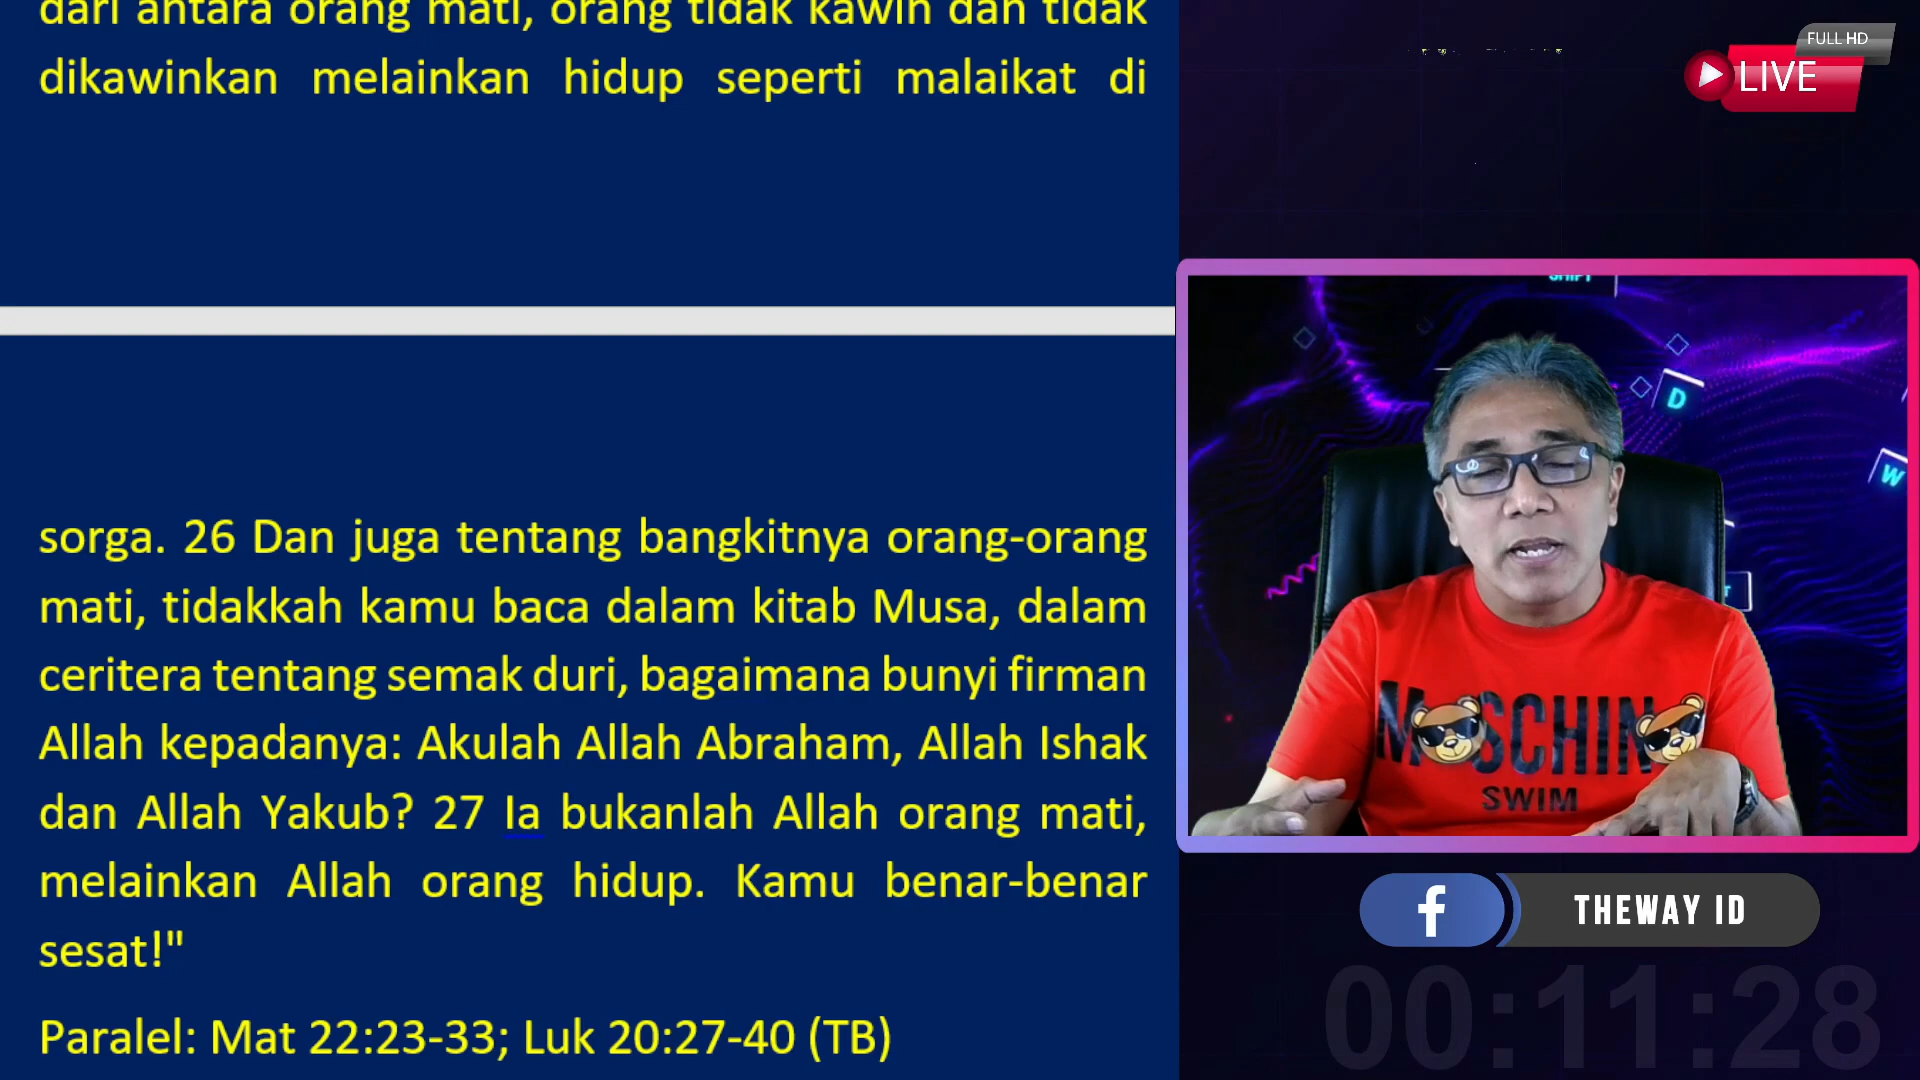 dari antara orang mati, orang tidak kawin dan tidak
dikawinkan melainkan hidup seperti malaikat di
sorga. 26 Dan juga tentang bangkitnya orang-orang
mati, tidakkah kamu baca dalam kitab Musa, dalam
ceritera tentang semak duri, bagaimana bunyi firman
Allah kepadanya: Akulah Allah Abraham, Allah Ishak
dan Allah Yakub? 27 Ia bukanlah Allah orang mati,
melainkan Allah orang hidup. Kamu benar-benar
sesat!"
Paralel: Mat 22:23-33; Luk 20:27-40 (TB)
FULL HD
LIVE
SHIFT
D
W
T
MOSCHINO
SWIM
THEWAY ID
00:11:28